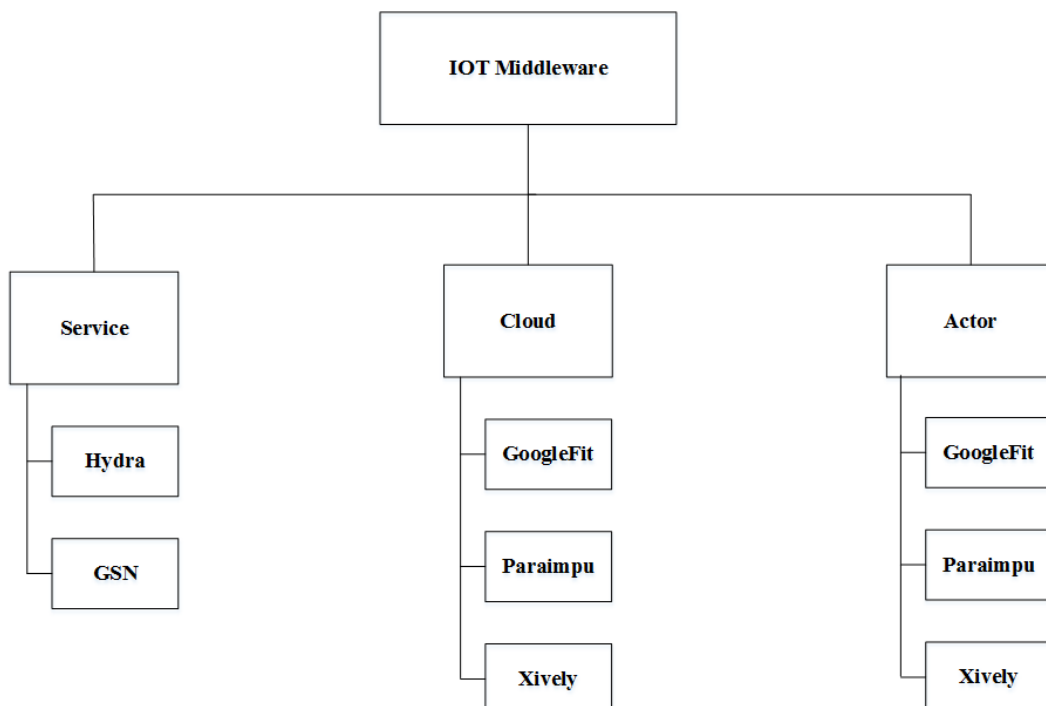 IOT Middleware
Service
Cloud
Actor
Hydra
GoogleFit
GoogleFit
GSN
Paraimpu
Paraimpu
Xively
Xively